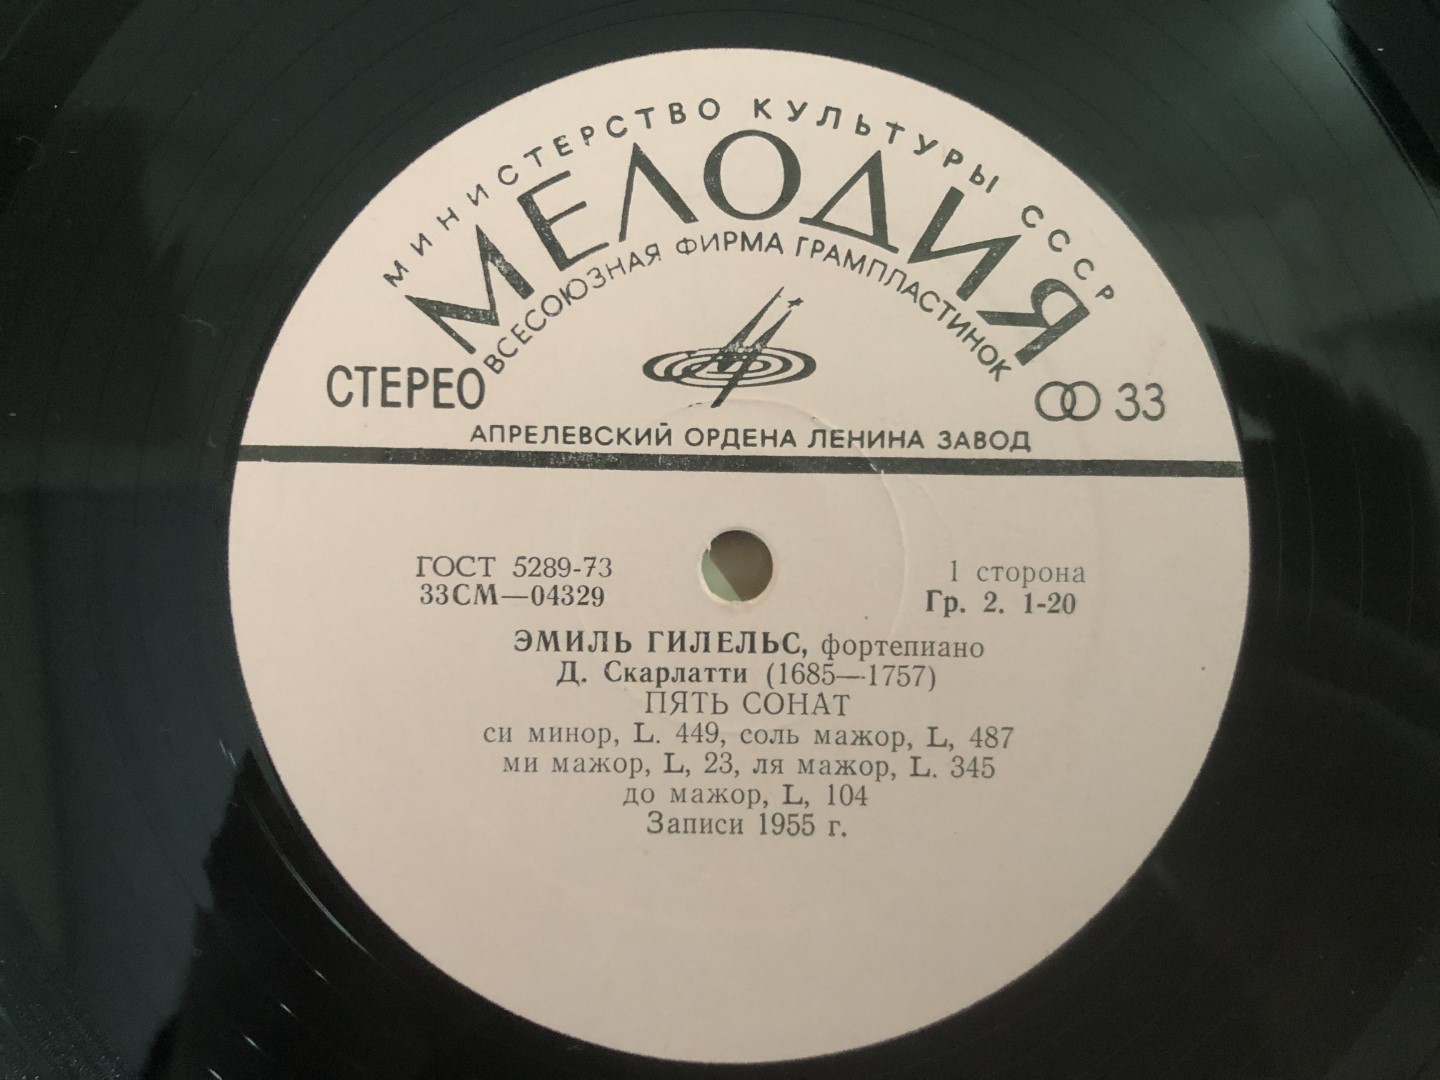 МИНИСТЕРСТВО КУЛЬТУРЫ СССР
МЕЛОДИЯ
ВСЕСОЮЗНАЯ ФИРМА ГРАМПЛАСТИНОК
СТЕРЕО
33
АПРЕЛЕВСКИЙ ОРДЕНА ЛЕНИНА ЗАВОД
ГОСТ 5289-73
33СМ—04329
1 сторона
Гр. 2. 1-20
ЭМИЛЬ ГИЛЕЛЬС, фортепиано
Д. Скарлатти (1685—1757)
ПЯТЬ СОНАТ
си минор, L. 449, соль мажор, L, 487
ми мажор, L, 23, ля мажор, L. 345
до мажор, L, 104
Записи 1955 г.